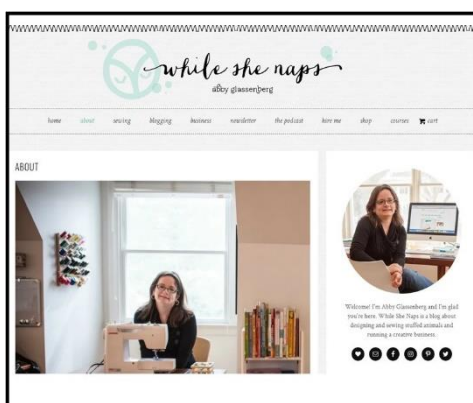 while she naps
abby glassenberg
home about sewing blogging business newsletter the podcast hire me shop courses cart
ABOUT
Welcome! I'm Abby Glassenberg and I'm glad
you're here. While She Naps is a blog about
designing and sewing stuffed animals and
running a creative business.